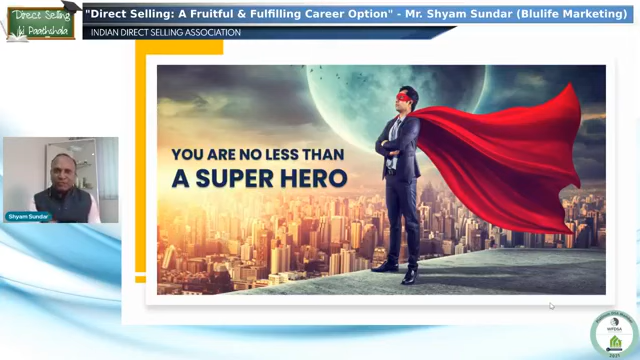 Direct Selling
ki Paathshala
"Direct Selling: A Fruitful & Fulfilling Career Option" - Mr. Shyam Sundar (Blulife Marketing)
INDIAN DIRECT SELLING ASSOCIATION
YOU ARE NO LESS THAN
A SUPER HERO
Shyam Sundar
WFDSA